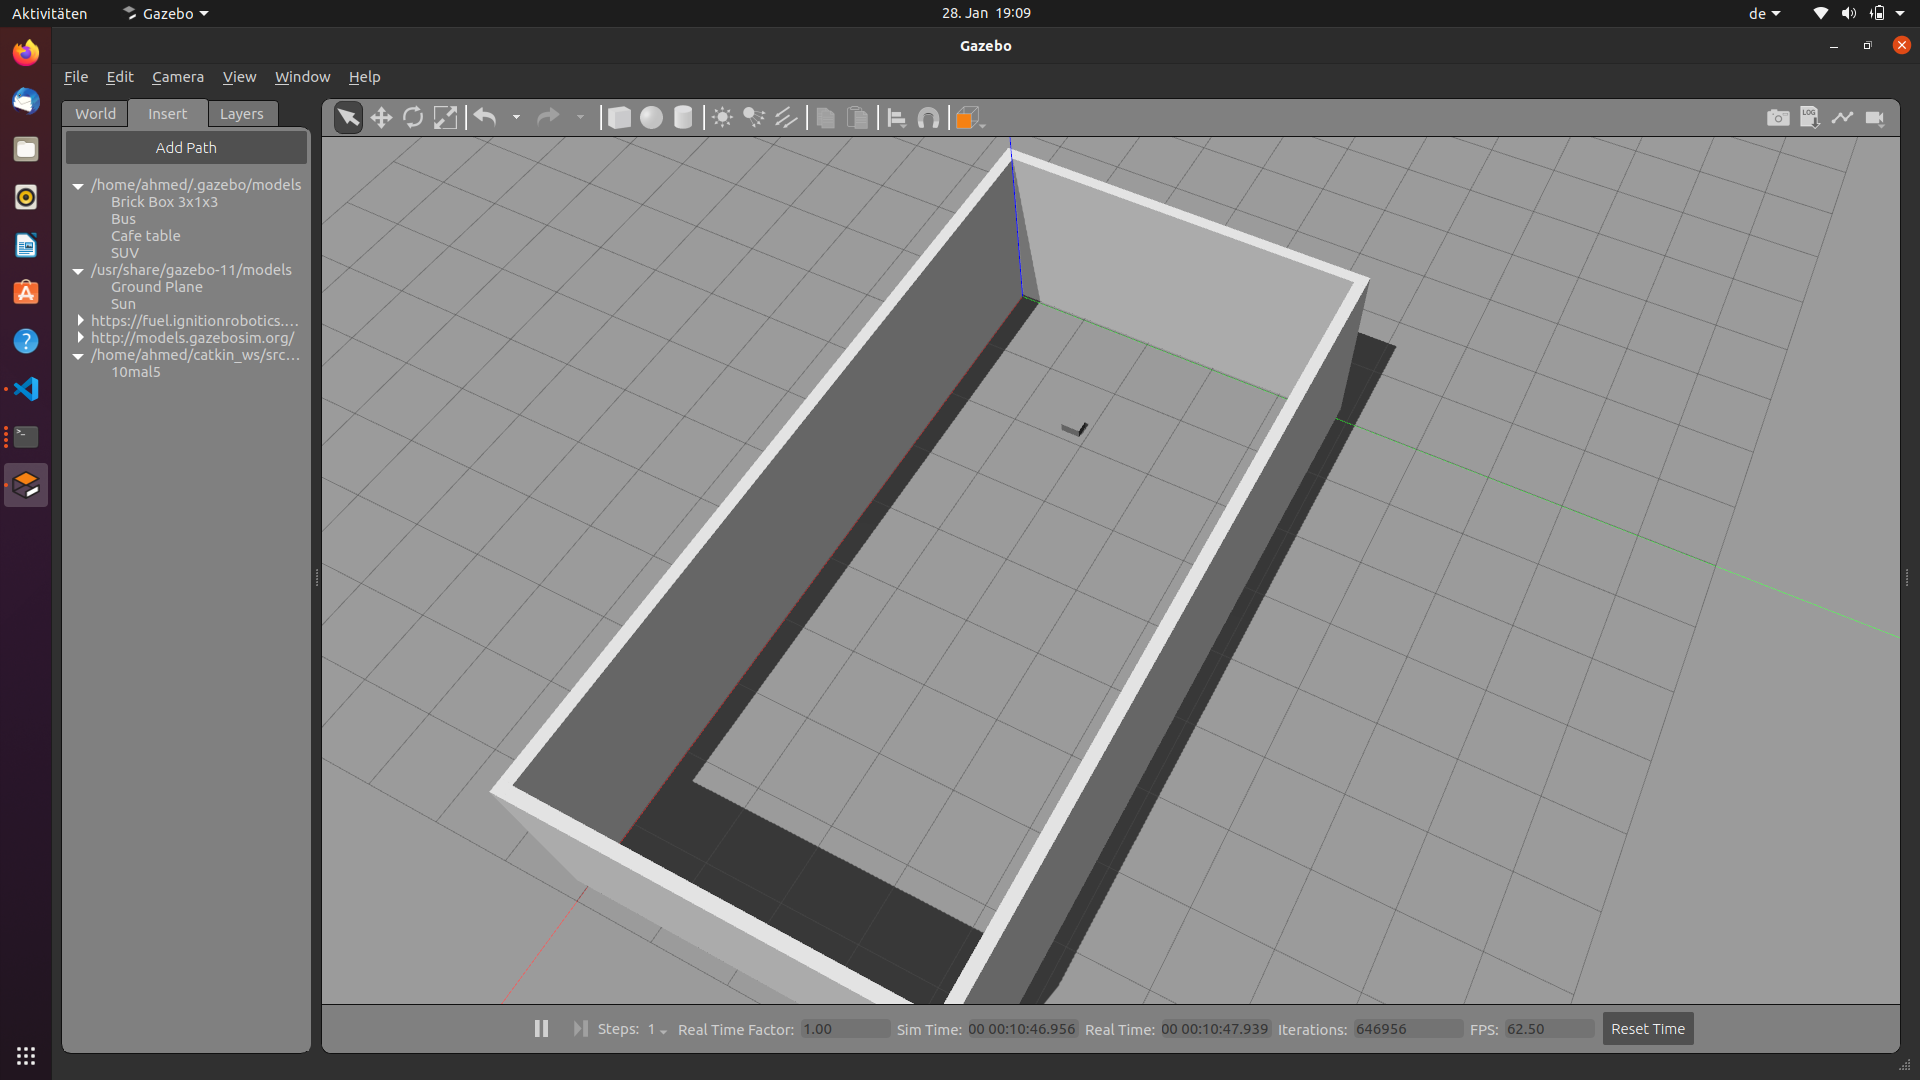 Aktivitäten Gazebo 28. Jan 19:09 de
Gazebo
File Edit Camera View Window Help
World Insert Layers
Add Path
/home/ahmed/.gazebo/models
Brick Box 3x1x3
Bus
Cafe table
SUV
/usr/share/gazebo-11/models
Ground Plane
Sun
https://fuel.ignitionrobotics.…
http://models.gazebosim.org/
/home/ahmed/catkin_ws/src…
10mal5
LOG
Steps: 1 Real Time Factor: 1.00 Sim Time: 00 00:10:46.956 Real Time: 00 00:10:47.939 Iterations: 646956 FPS: 62.50 Reset Time